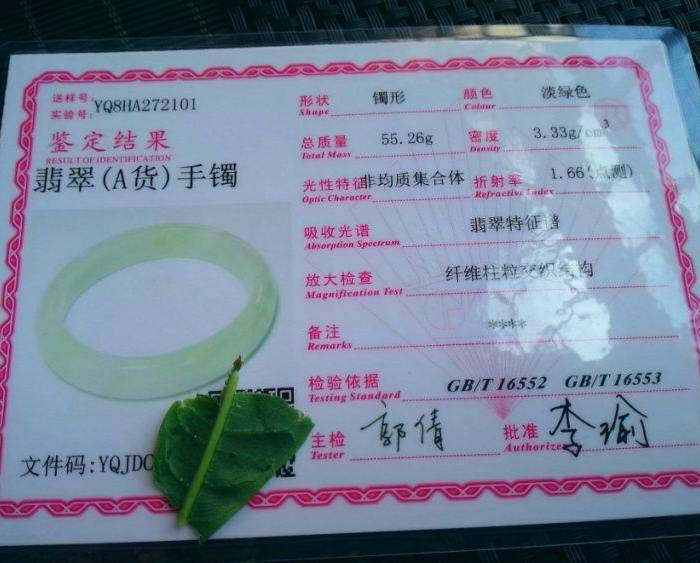 送样号:
实验号: YQ8HA272101
鉴定结果
RESULT OF IDENTIFICATION
翡翠(A货)手镯
文件码:YQJDC
形状 镯形
Shape
颜色 淡绿色
Colour
总质量 55.26g
Total Mass
密度 3.33g/cm³
Density
光性特征 非均质集合体
Optic Character
折射率 1.66(点测)
Refractive Index
吸收光谱 翡翠特征谱
Absorption Spectrum
放大检查 纤维柱粒交织结构
Magnification Test
备注 ****
Remarks
检验依据 GB/T 16552 GB/T 16553
Testing Standard
主检 郭倩
Tester
批准 李瑜
Authorize